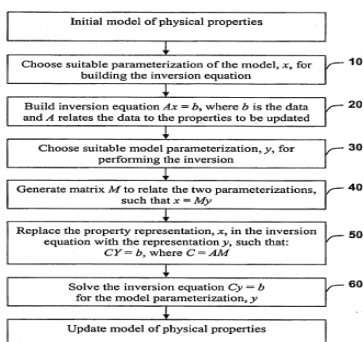 Initial model of physical properties
Choose suitable parameterization of the model, x, for
building the inversion equation
10
Build inversion equation Ax = b, where b is the data
and A relates the data to the properties to be updated
20
Choose suitable model parameterization, y, for
performing the inversion
30
Generate matrix M to relate the two parameterizations,
such that x = My
40
Replace the property representation, x, in the inversion
equation with the representation y, such that:
CY = b, where C = AM
50
Solve the inversion equation Cy = b
for the model parameterization, y
60
Update model of physical properties